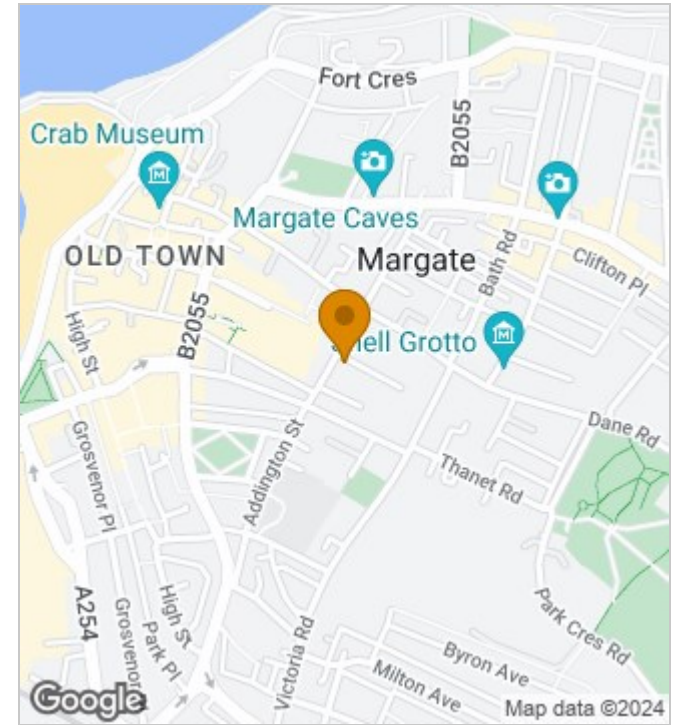 Fort Cres
Crab Museum
B2055
Margate Caves
OLD TOWN
Margate
Bath Rd
Clifton Pl
High St
B2055
Grotto
Dane Rd
Grosvenor Pl
Addington St
Thanet Rd
A254
High St
Park Pl
Grosvenor
Victoria Rd
Park Cres Rd
Byron Ave
Milton Ave
Google
Map data ©2024